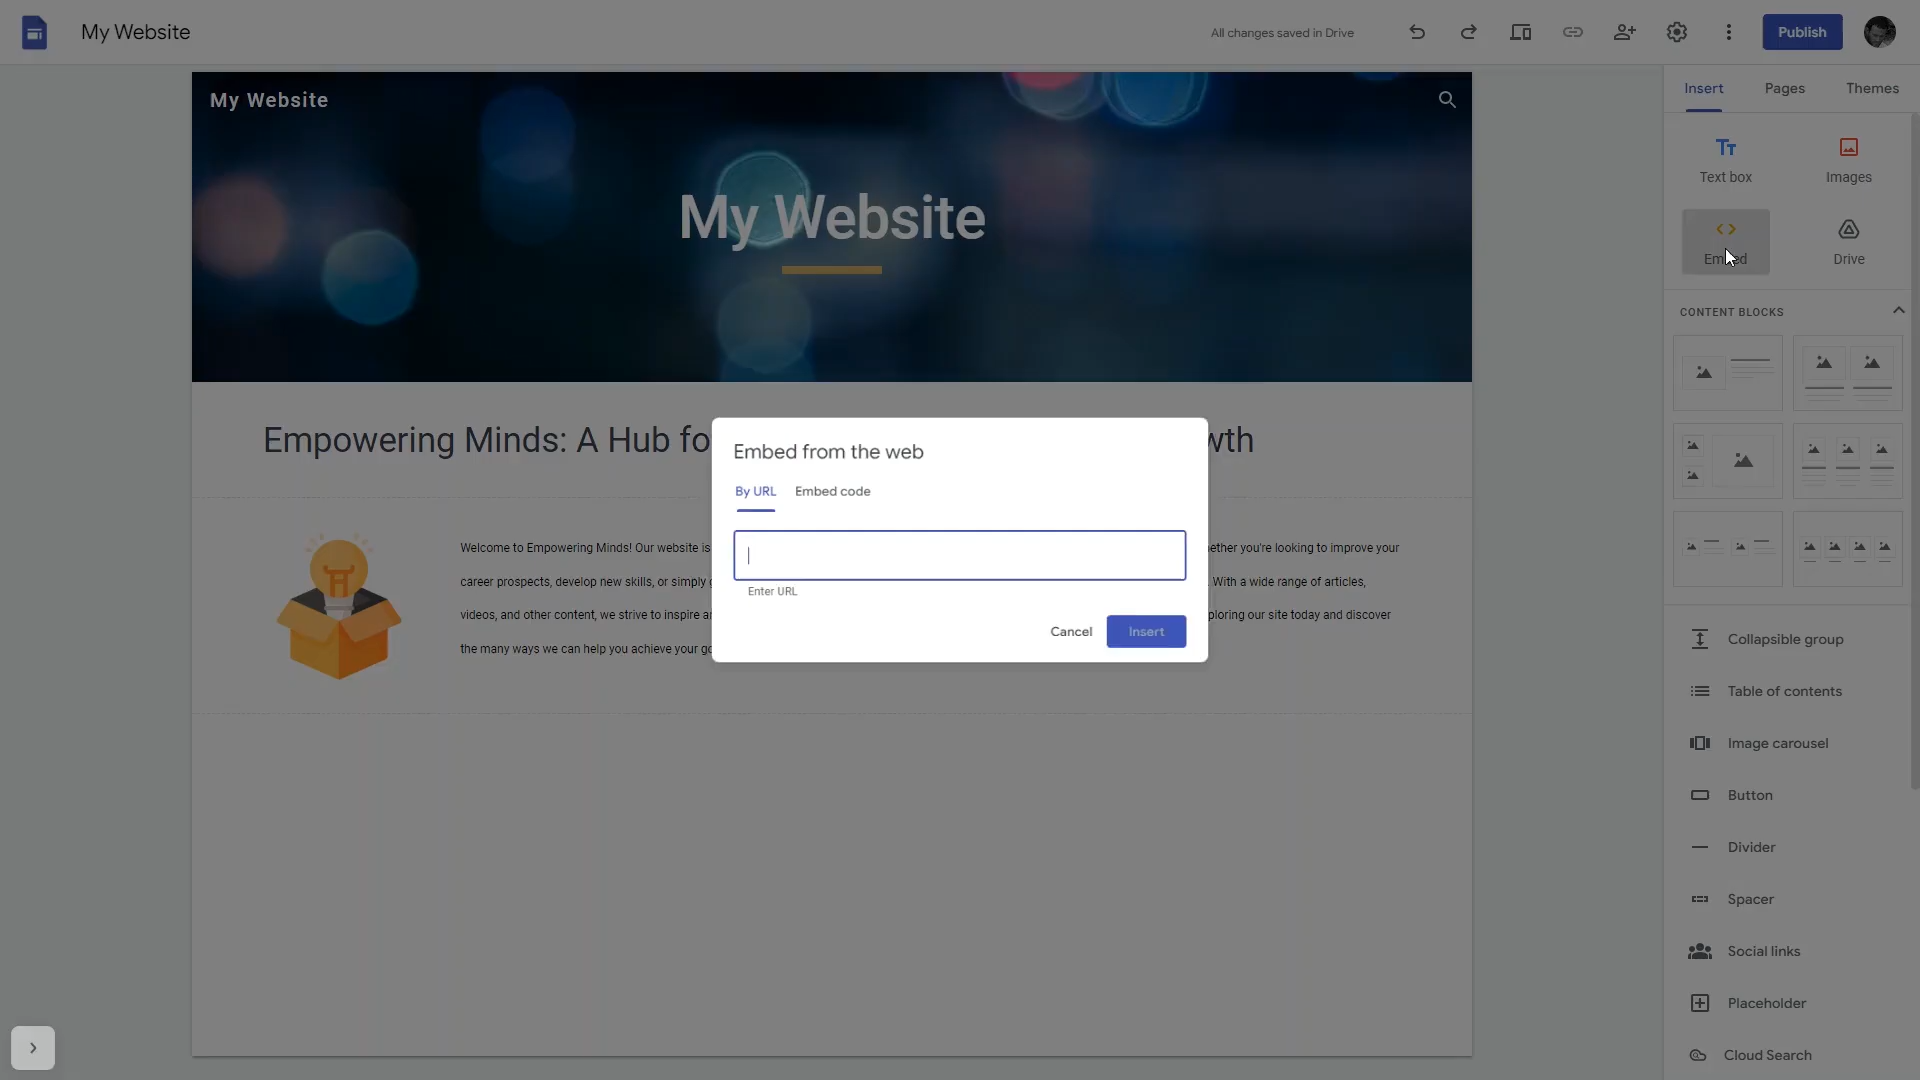 My Website
All changes saved in Drive
Publish
My Website
My Website
Empowering Minds: A Hub fo
wth
Welcome to Empowering Minds! Our website is
ether you're looking to improve your
career prospects, develop new skills, or simply
With a wide range of articles,
videos, and other content, we strive to inspire a
ploring our site today and discover
the many ways we can help you achieve your go
Embed from the web
By URL Embed code
Enter URL
Cancel Insert
Insert Pages Themes
Text box Images
Embed Drive
CONTENT BLOCKS
Collapsible group
Table of contents
Image carousel
Button
Divider
Spacer
Social links
Placeholder
Cloud Search